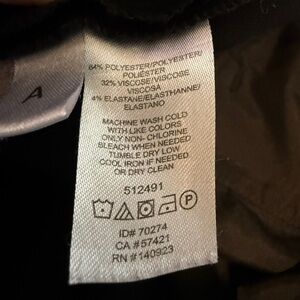 A
64% POLYESTER/POLYESTER/
POLIÉSTER
32% VISCOSE/VISCOSE
VISCOSA
4% ELASTANE/ELASTHANNE/
ELASTANO
MACHINE WASH COLD
WITH LIKE COLORS
ONLY NON- CHLORINE
BLEACH WHEN NEEDED
TUMBLE DRY LOW
COOL IRON IF NEEDED
OR DRY CLEAN
512491
P
ID# 70274
CA # 57421
RN # 140923